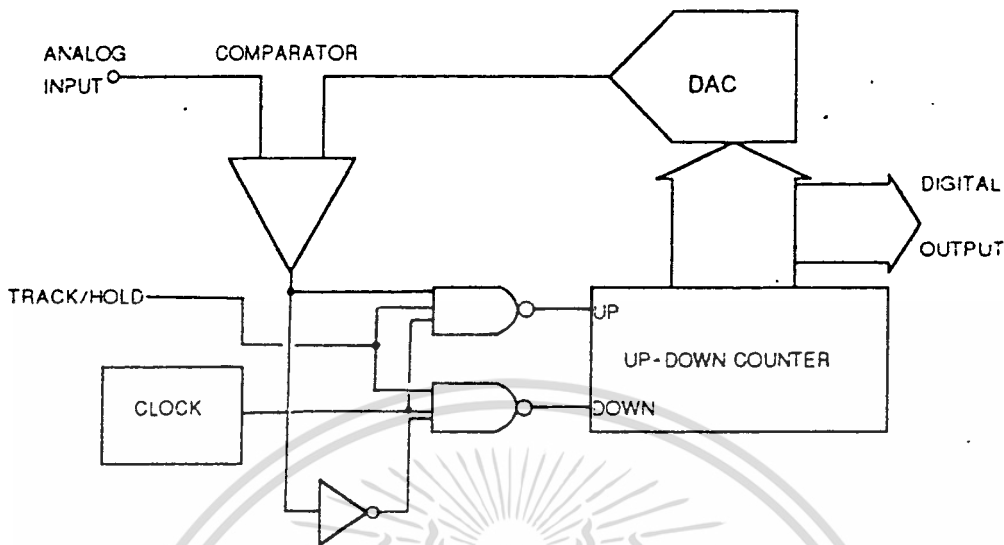 ANALOG
INPUT
COMPARATOR
DAC
DIGITAL
OUTPUT
TRACK/HOLD
UP
UP-DOWN COUNTER
CLOCK
DOWN